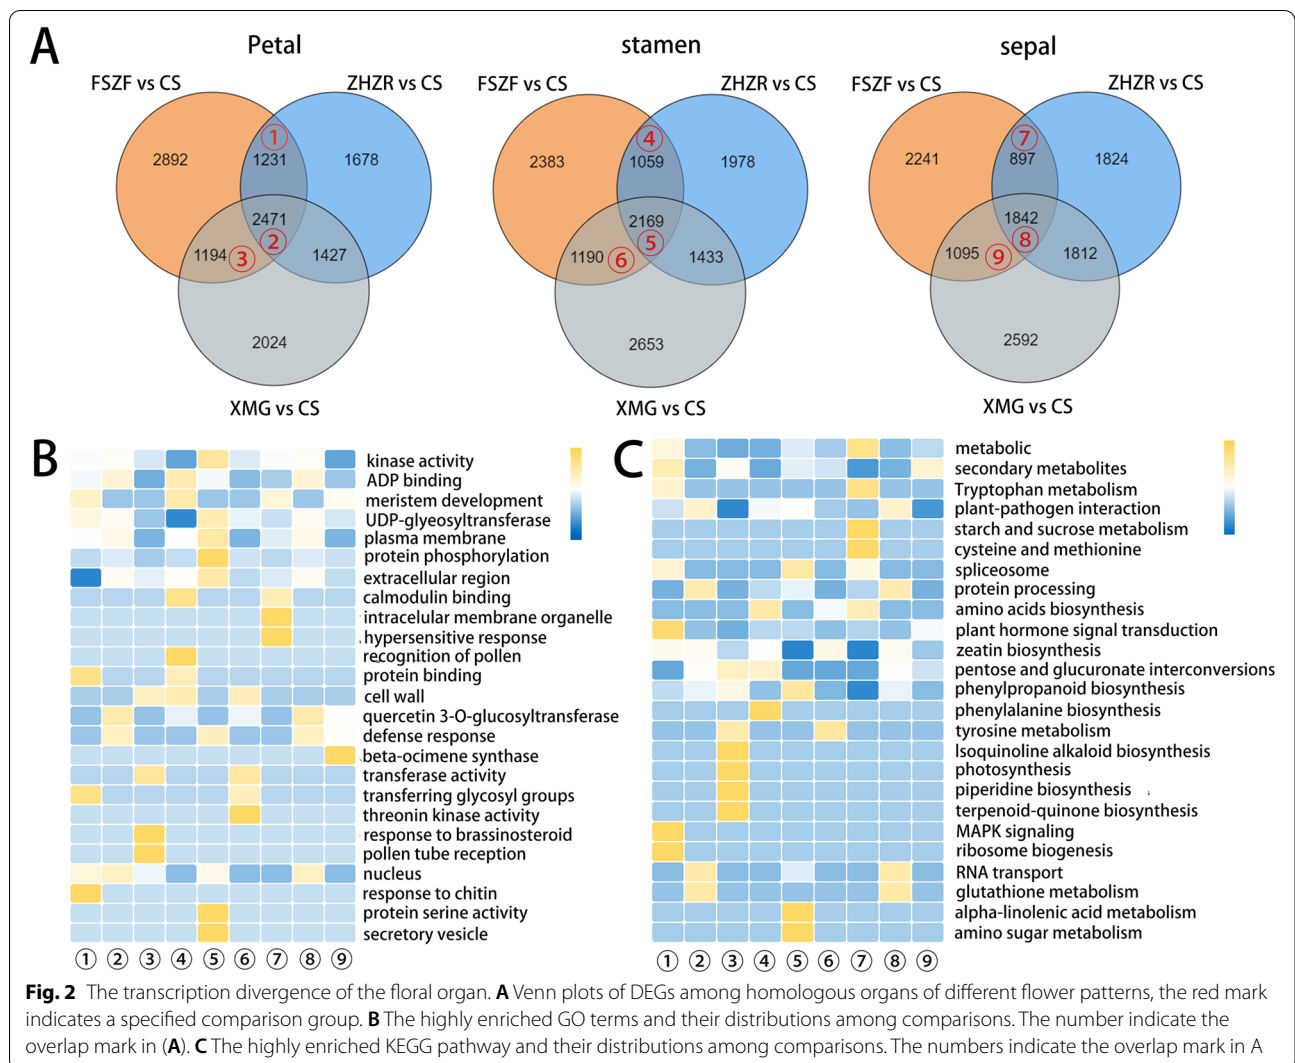 A
Petal
stamen
sepal
FSZF vs CS
ZHZR vs CS
FSZF vs CS
ZHZR vs CS
FSZF vs CS
ZHZR vs CS
1
4
7
2892
1231
1678
2383
1059
1978
2241
897
1824
2471
2169
1842
2
5
8
1194
3
1427
1190
6
1433
1095
9
1812
2024
2653
2592
XMG vs CS
XMG vs CS
XMG vs CS
B
kinase activity
ADP binding
meristem development
UDP-glyeosyltransferase
plasma membrane
protein phosphorylation
extracellular region
calmodulin binding
intracelular membrane organelle
hypersensitive response
recognition of pollen
protein binding
cell wall
quercetin 3-O-glucosyltransferase
defense response
beta-ocimene synthase
transferase activity
transferring glycosyl groups
threonin kinase activity
response to brassinosteroid
pollen tube reception
nucleus
response to chitin
protein serine activity
secretory vesicle
① ② ③ ④ ⑤ ⑥ ⑦ ⑧ ⑨
C
metabolic
secondary metabolites
Tryptophan metabolism
plant-pathogen interaction
starch and sucrose metabolism
cysteine and methionine
spliceosome
protein processing
amino acids biosynthesis
plant hormone signal transduction
zeatin biosynthesis
pentose and glucuronate interconversions
phenylpropanoid biosynthesis
phenylalanine biosynthesis
tyrosine metabolism
Isoquinoline alkaloid biosynthesis
photosynthesis
piperidine biosynthesis
terpenoid-quinone biosynthesis
MAPK signaling
ribosome biogenesis
RNA transport
glutathione metabolism
alpha-linolenic acid metabolism
amino sugar metabolism
① ② ③ ④ ⑤ ⑥ ⑦ ⑧ ⑨
Fig. 2 The transcription divergence of the floral organ. A Venn plots of DEGs among homologous organs of different flower patterns, the red mark
indicates a specified comparison group. B The highly enriched GO terms and their distributions among comparisons. The number indicate the
overlap mark in (A). C The highly enriched KEGG pathway and their distributions among comparisons. The numbers indicate the overlap mark in A